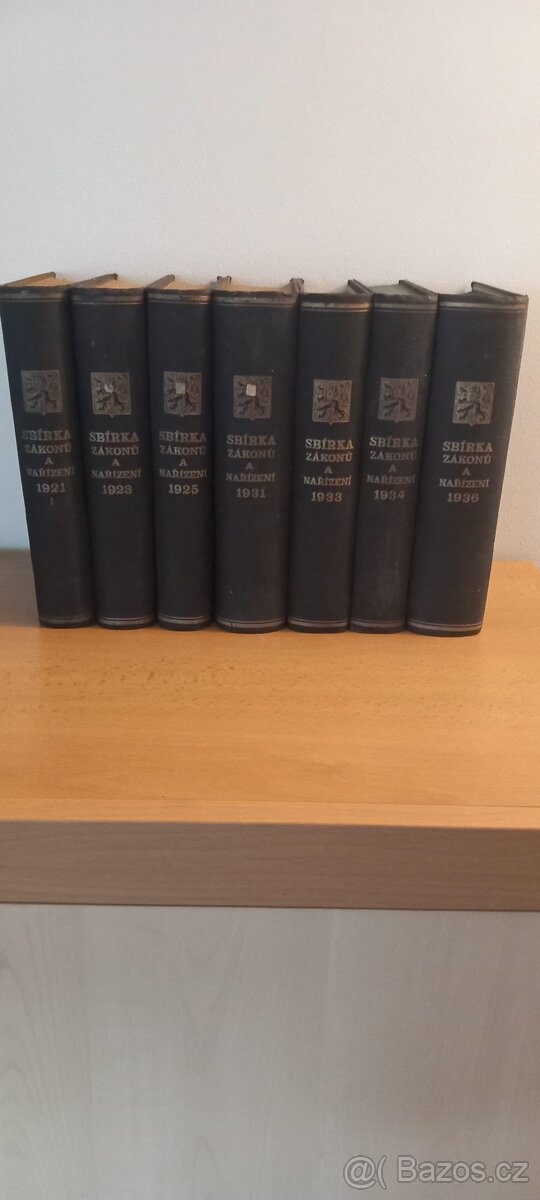 SBÍRKA
ZÁKONŮ
A
NAŘÍZENÍ
1921
SBÍRKA
ZÁKONŮ
A
NAŘÍZENÍ
1923
SBÍRKA
ZÁKONŮ
A
NAŘÍZENÍ
1925
SBÍRKA
ZÁKONŮ
A
NAŘÍZENÍ
1931
SBÍRKA
ZÁKONŮ
A
NAŘÍZENÍ
1933
SBÍRKA
ZÁKONŮ
A
NAŘÍZENÍ
1934
SBÍRKA
ZÁKONŮ
A
NAŘÍZENÍ
1936
@( Bazos.cz